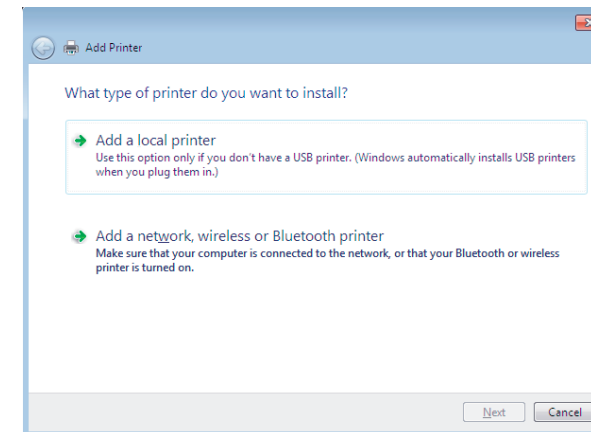 Add Printer
What type of printer do you want to install?
Add a local printer
Use this option only if you don't have a USB printer. (Windows automatically installs USB printers
when you plug them in.)
Add a network, wireless or Bluetooth printer
Make sure that your computer is connected to the network, or that your Bluetooth or wireless
printer is turned on.
Next Cancel